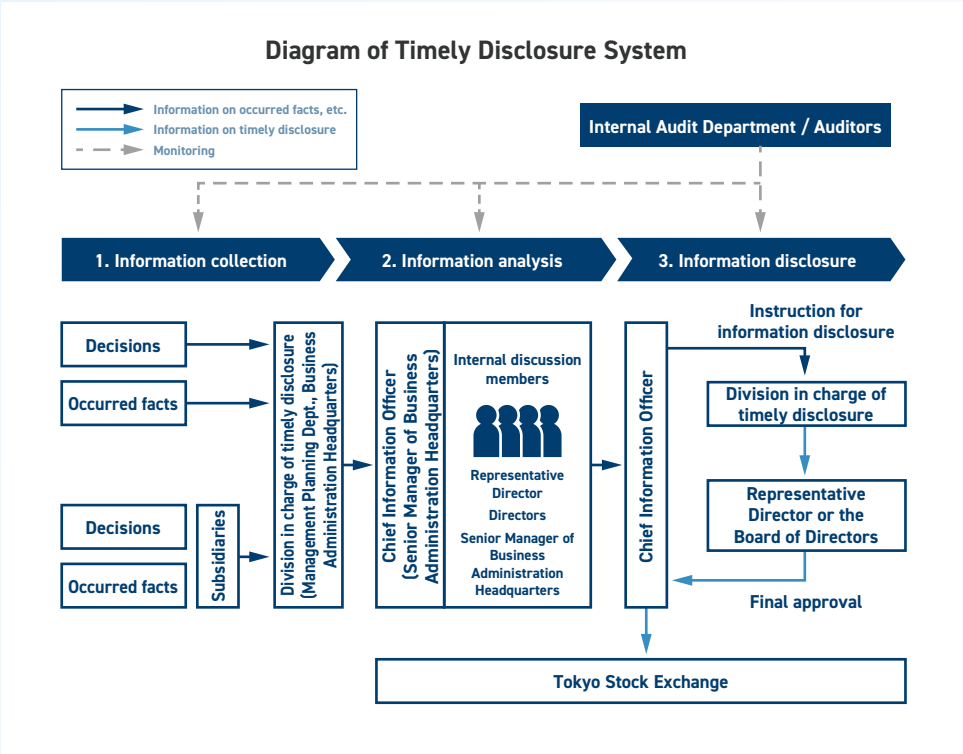 Diagram of Timely Disclosure System
Information on occurred facts, etc.
Information on timely disclosure
Monitoring
Internal Audit Department / Auditors
1. Information collection
2. Information analysis
3. Information disclosure
Decisions
Occurred facts
Decisions
Occurred facts
Subsidiaries
Division in charge of timely disclosure
(Management Planning Dept., Business
Administration Headquarters)
Chief Information Officer
(Senior Manager of Business
Administration Headquarters)
Internal discussion
members
Representative
Director
Directors
Senior Manager of
Business
Administration
Headquarters
Chief Information Officer
Instruction for
information disclosure
Division in charge of
timely disclosure
Representative
Director or the
Board of Directors
Final approval
Tokyo Stock Exchange